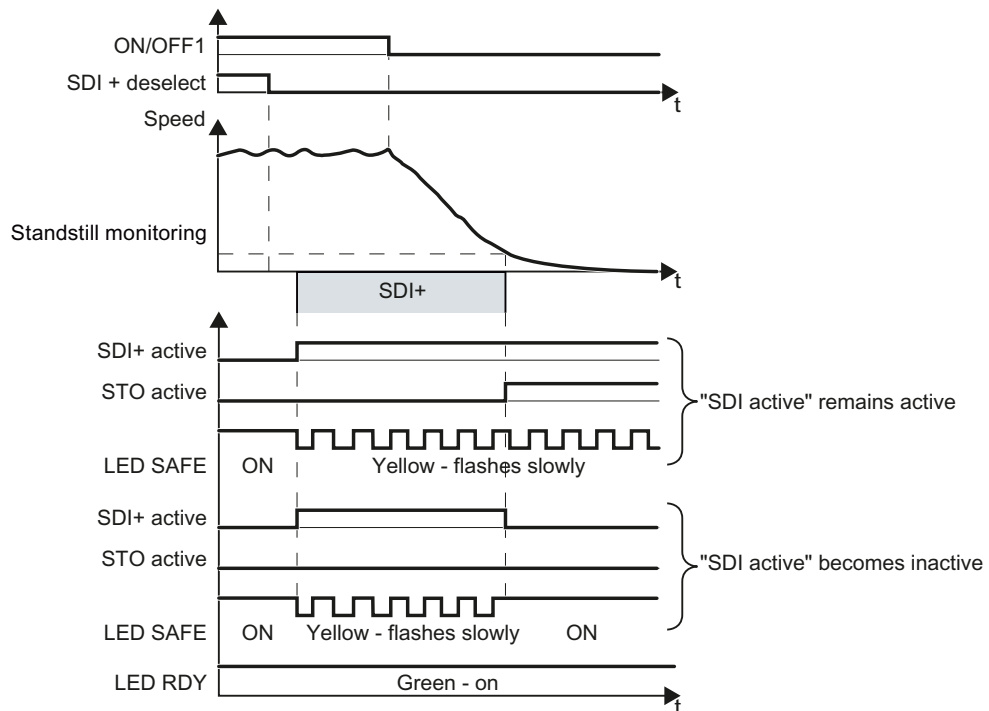 ON/OFF1
SDI + deselect
t
Speed
Standstill monitoring
t
SDI+
SDI+ active
STO active
"SDI active" remains active
LED SAFE ON Yellow - flashes slowly
SDI+ active
STO active
"SDI active" becomes inactive
LED SAFE ON Yellow - flashes slowly ON
LED RDY Green - on
t